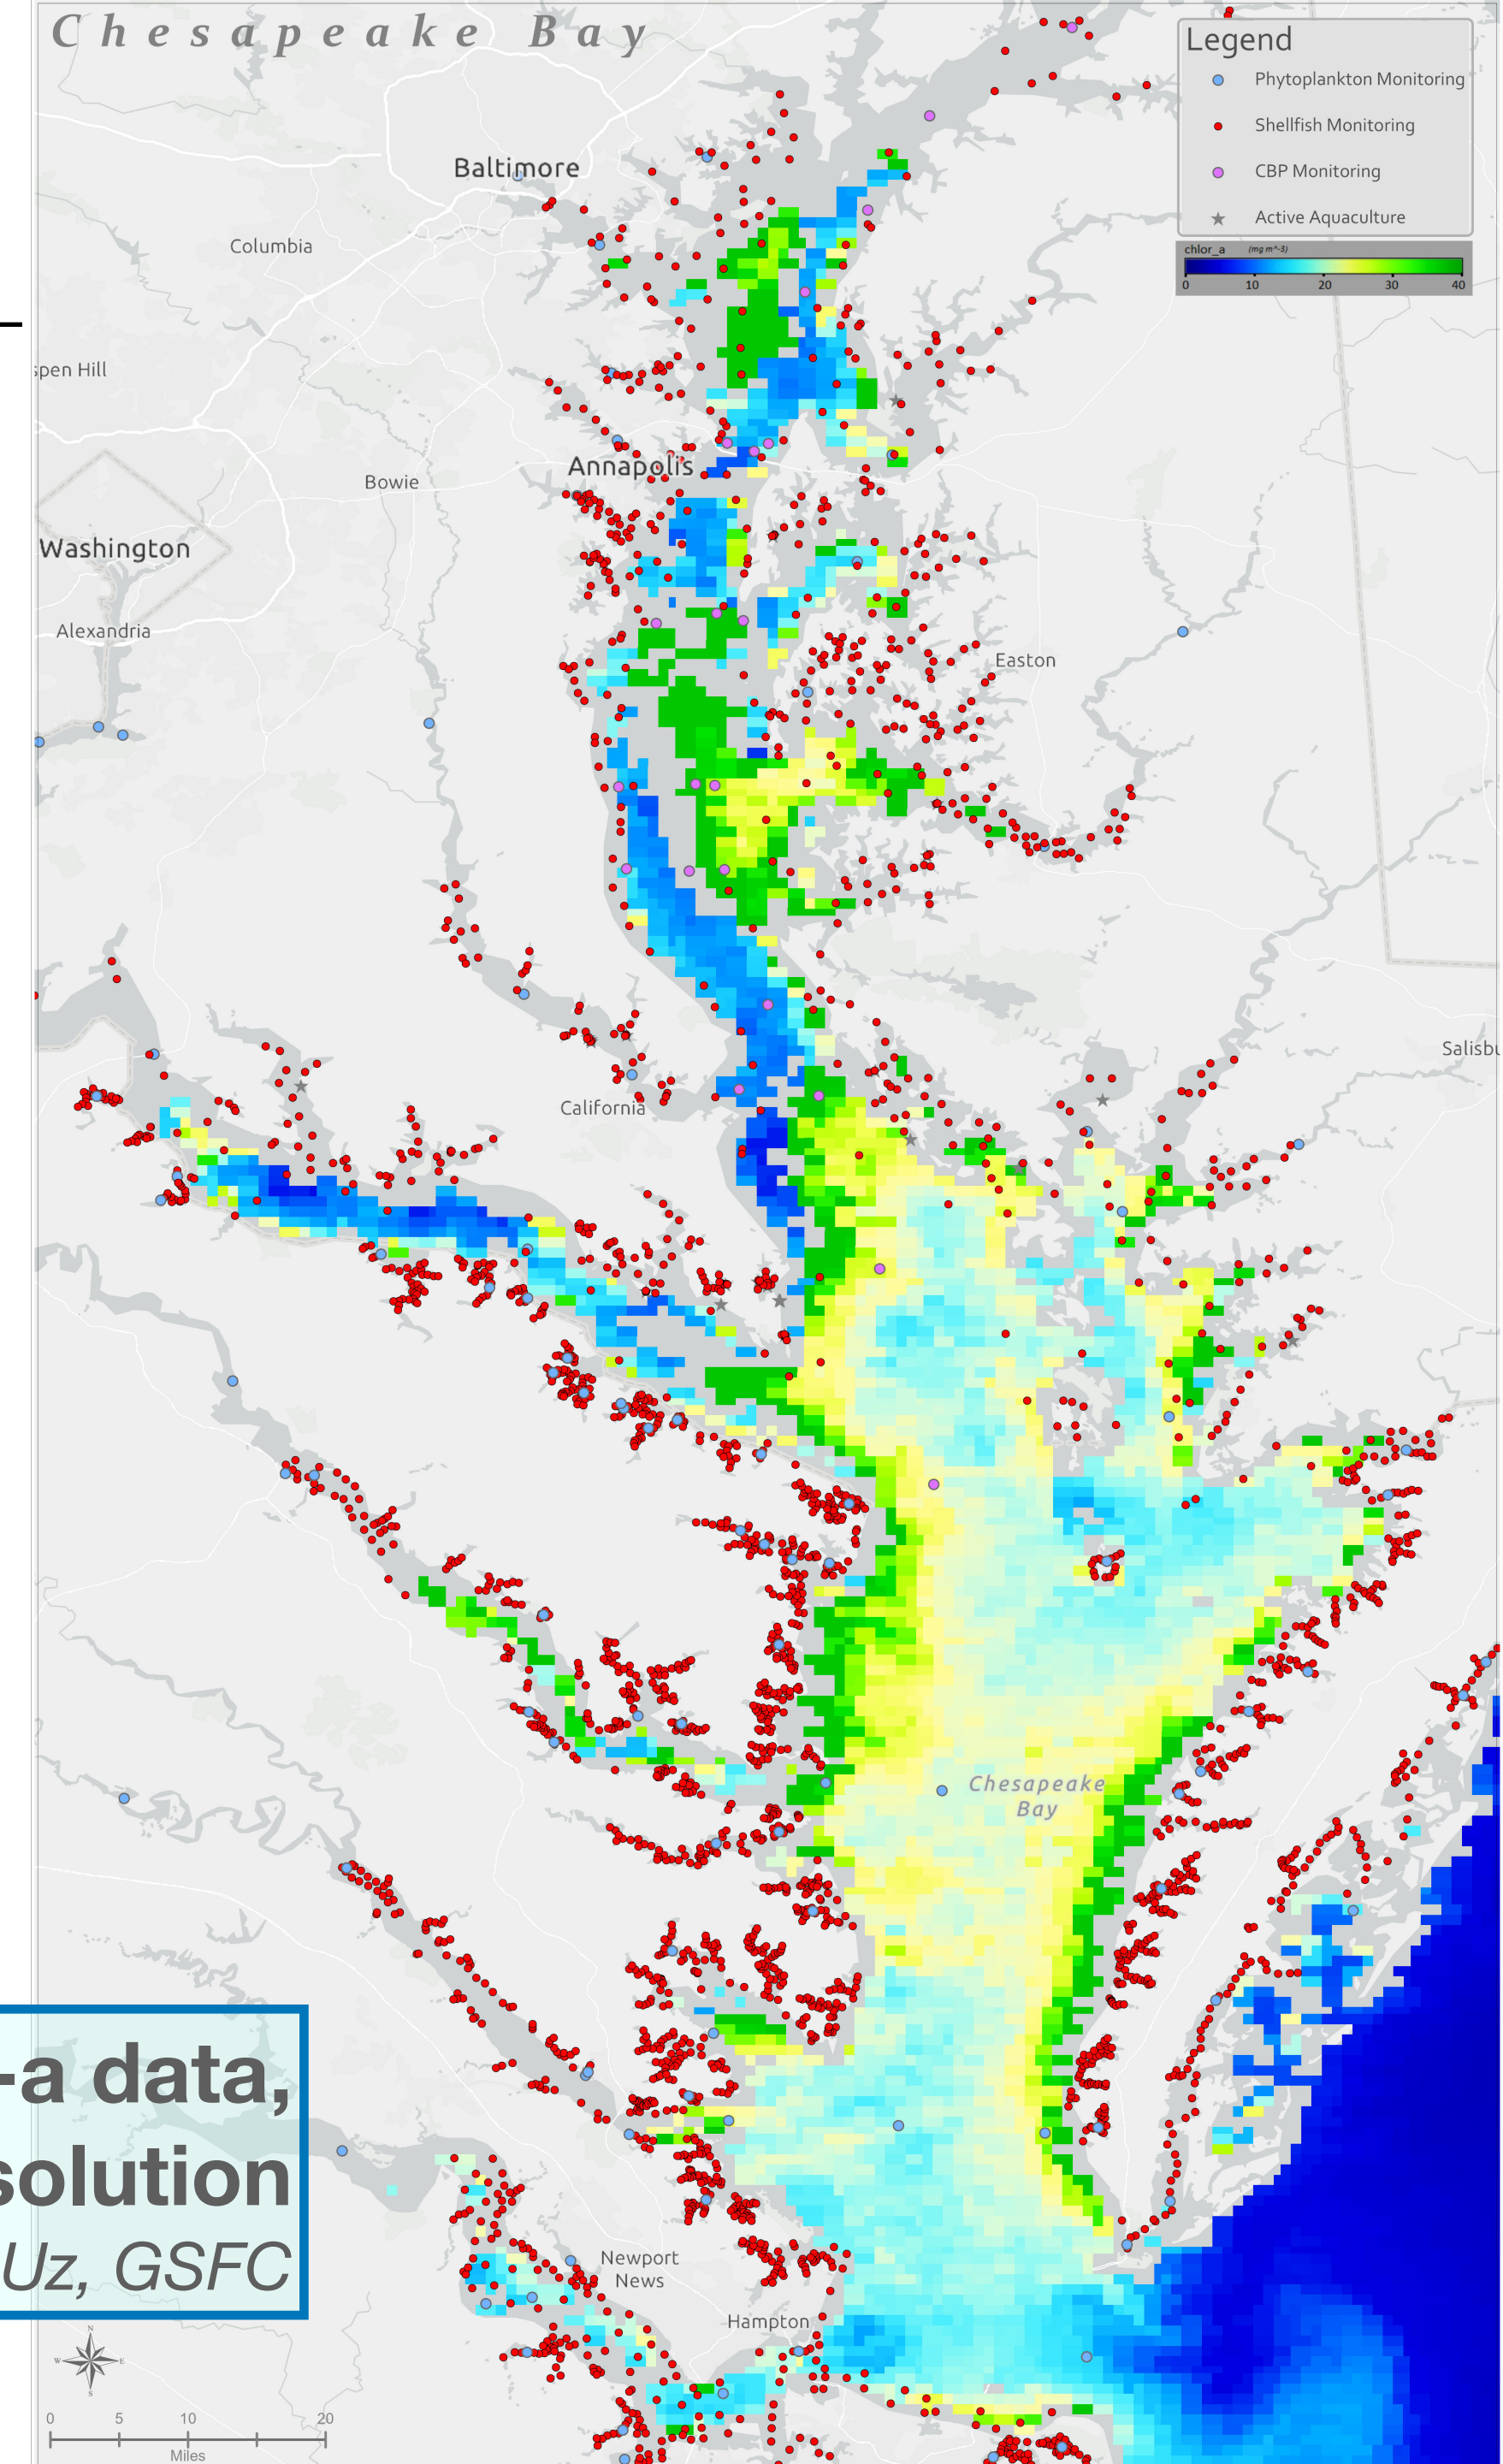 Chesapeake Bay
Legend
Phytoplankton Monitoring
Shellfish Monitoring
CBP Monitoring
Active Aquaculture
chlor_a (mg m^-3)
0 10 20 30 40
Baltimore
Columbia
spen Hill
Annapolis
Bowie
Washington
Alexandria
Easton
Salisbu
California
Chesapeake
Bay
-a data,
solution
Uz, GSFC
Newport
News
Hampton
N
W E
S
0 5 10 20
Miles